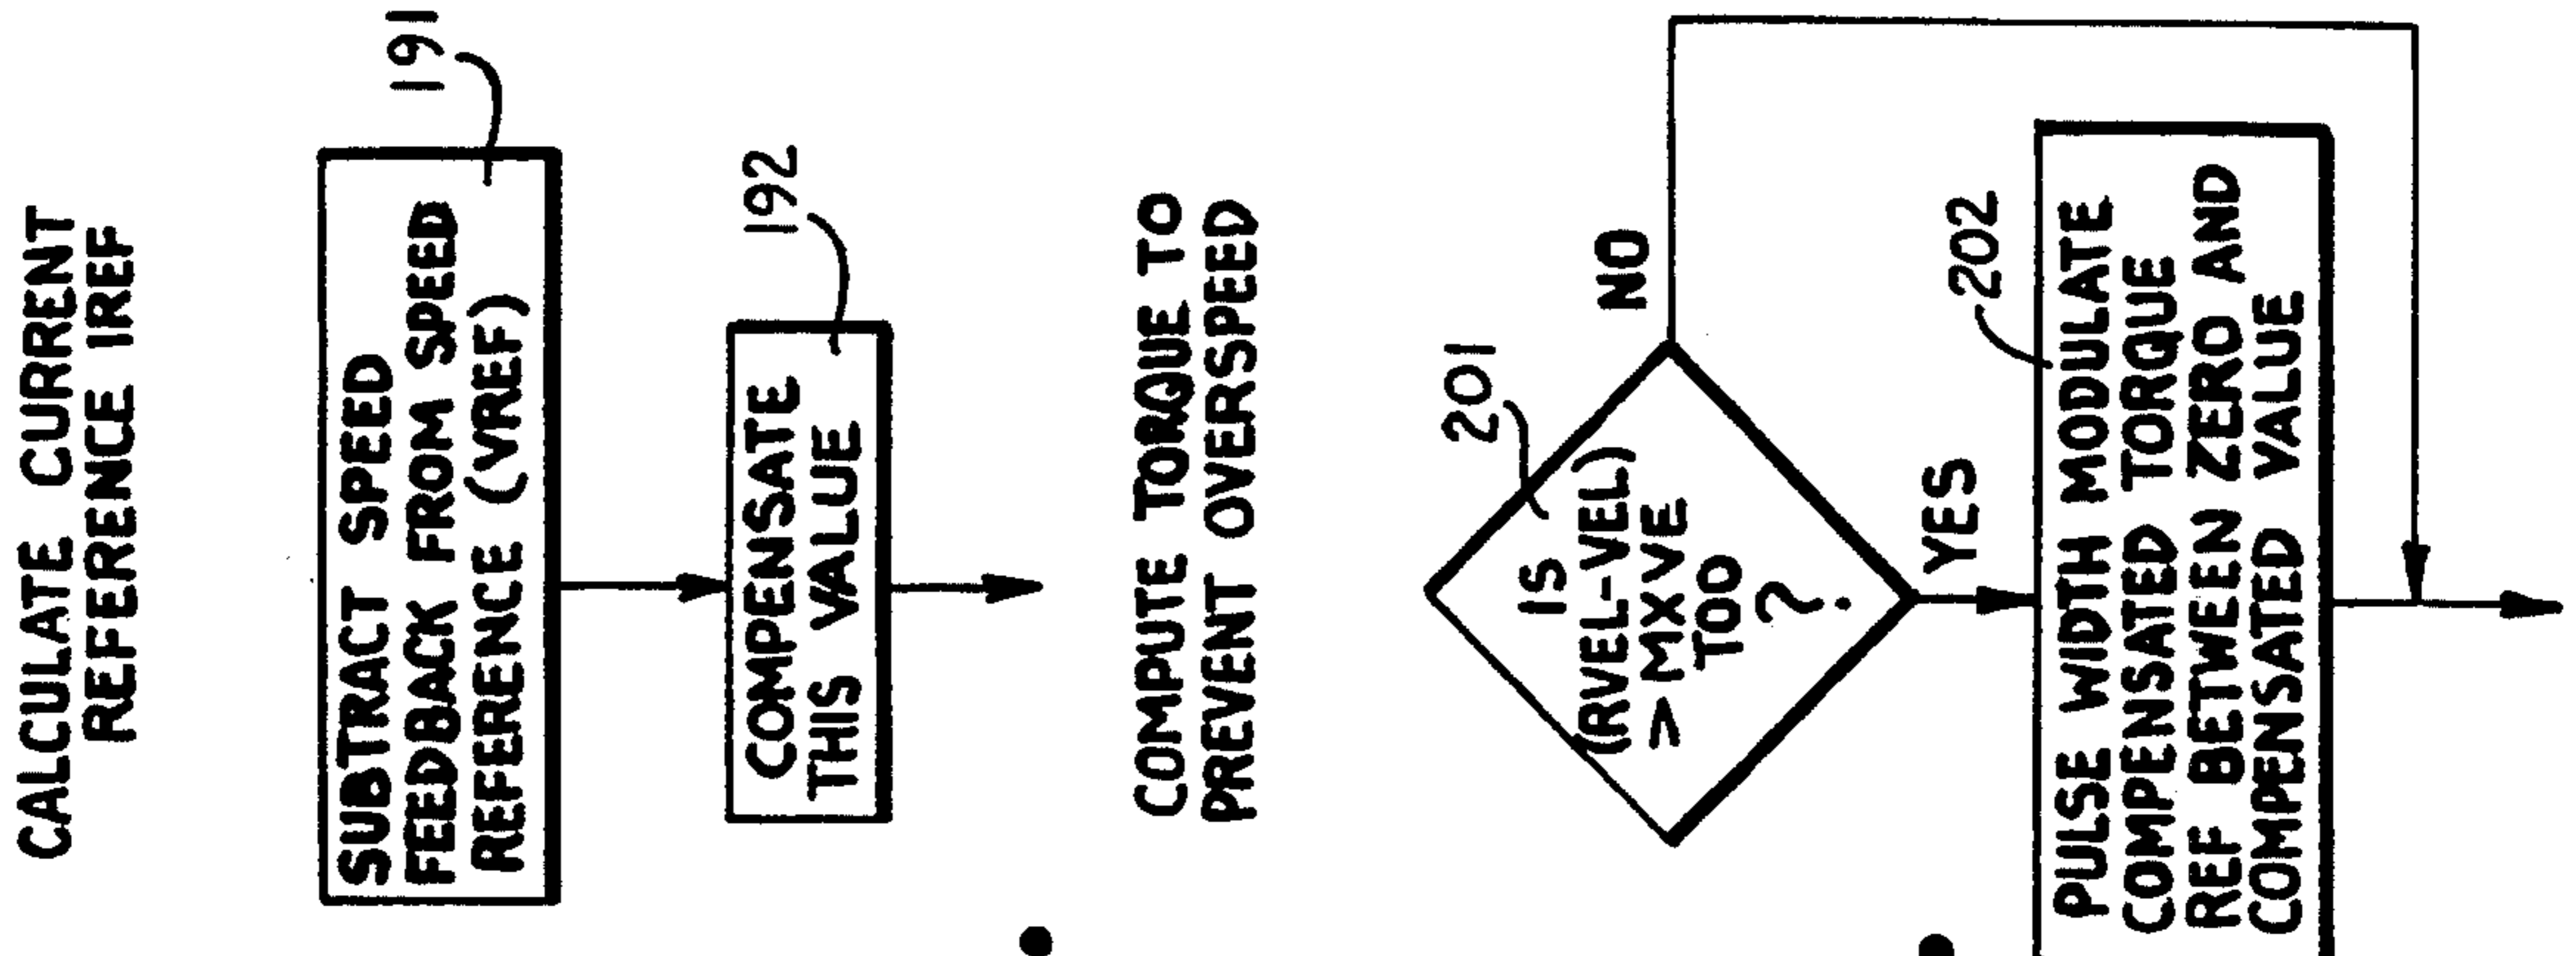 CALCULATE CURRENT
REFERENCE IREF
191
SUBTRACT SPEED
FEEDBACK FROM SPEED
REFERENCE (VREF)
192
COMPENSATE
THIS VALUE
COMPUTE TORQUE TO
PREVENT OVERSPEED
201
IS
(RVEL-VEL)
> MXVE
TOO
?
NO
YES
202
PULSE WIDTH MODULATE
COMPENSATED TORQUE
REF BETWEEN ZERO AND
COMPENSATED VALUE